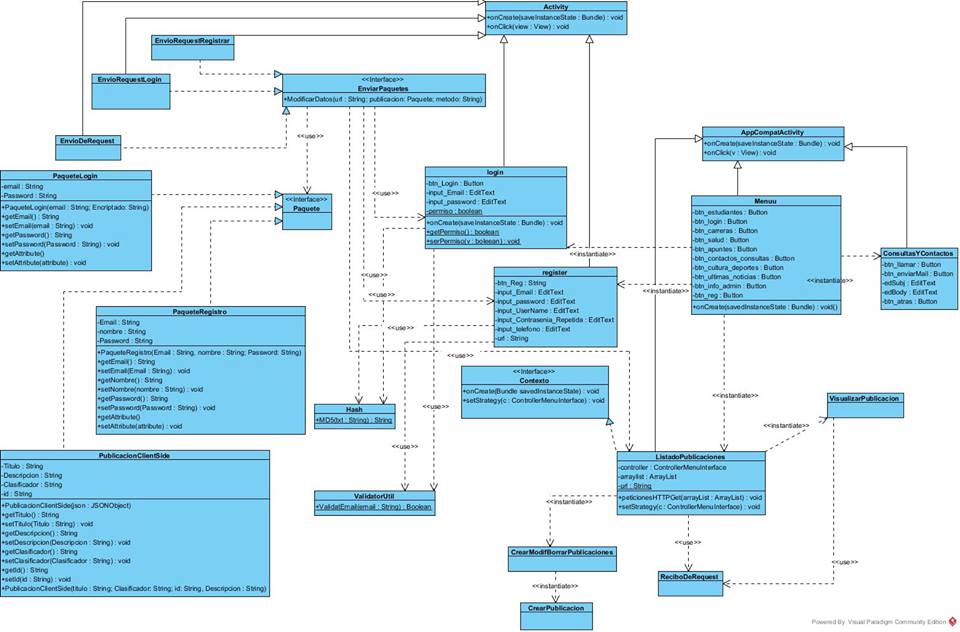 Activity
+onCreate(saveInstanceState : Bundle) : void
+onClick(view : View) : void
EnvioRequestRegistrar
EnvioRequestLogin
<<Interface>>
EnviarPaquetes
+ModificarDatos(url : String; publicacion: Paquete; metodo: String)
EnvioDeRequest
<<use>>
AppCompatActivity
+onCreate(saveInstanceState : Bundle) : void
+onClick(v : View) : void
PaqueteLogin
-email : String
-Password : String
+PaqueteLogin(email : String; Encriptado: String)
+getEmail() : String
+setEmail(email : String) : void
+getPassword() : String
+setPassword(Password : String) : void
+getAttribute()
+setAttribute(attribute) : void
<<Interface>>
Paquete
<<use>>
login
-btn_Login : Button
-input_Email : EditText
-input_password : EditText
-permiso : boolean
+onCreate(saveInstanceState : Bundle) : void
+getPermiso() : boolean
+serPermiso(v : boleean) : void
Menuu
-btn_estudiantes : Button
-btn_login : Button
-btn_carreras : Button
-btn_salud : Button
-btn_apuntes : Button
-btn_contactos_consultas : Button
-btn_cultura_deportes : Button
-btn_ultimas_noticias : Button
-btn_info_admin : Button
-btn_reg : Button
+onCreate(savedInstanceState : Bundle) : void()
<<instantiate>>
<<instantiate>>
<<instantiate>>
ConsultasYContactos
-btn_llamar : Button
-btn_enviarMail : Button
-edSubj : EditText
-edBody : EditText
-btn_atras : Button
<<use>>
<<use>>
register
-btn_Reg : String
-input_Email : EditText
-input_password : EditText
-input_UserName : EditText
-input_Contrasenia_Repetida : EditText
-input_telefono : EditText
-url : String
<<use>>
<<use>>
PaqueteRegistro
-Email : String
-nombre : String
-Password : String
+PaqueteRegistro(Email : String, nombre : String; Password: String)
+getEmail() : String
+setEmail(Email : String) : void
+getNombre() : String
+setNombre(nombre : String) : void
+getPassword() : String
+setPassword(Password : String) : void
+getAttribute()
+setAttribute(attribute) : void
<<Interface>>
Contexto
+onCreate(Bundle savedInstanceState) : void
+setStrategy(c : ControllerMenuInterface) : void
Hash
+MD5(txt : String) : String
<<use>>
<<use>>
<<instantiate>>
VisualizarPublicacion
<<instantiate>>
PublicacionClientSide
-Titulo : String
-Descripcion : String
-Clasificador : String
-id : String
+PublicacionClientSide(json : JSONObject)
+getTitulo() : String
+setTitulo(Titulo : String) : void
+getDescripcion() : String
+setDescripcion(Descripcion : String) : void
+getClasificador() : String
+setClasificador(Clasificador : String) : void
+getId() : String
+setId(id : String) : void
+PublicacionClientSide(titulo : String; Clasificador: String; id: String, Descripcion : String)
ListadoPublicaciones
-controller : ControllerMenuInterface
-arraylist : ArrayList
-url : String
+peticionesHTTPGet(arrayList : ArrayList) : void
+setStrategy(c : ControllerMenuInterface) : void
ValidatorUtil
+ValidatEmail(email : String) : Boolean
<<instantiate>>
CrearModifBorrarPublicaciones
<<use>>
<<use>>
ReciboDeRequest
<<instantiate>>
CrearPublicacion
Powered By Visual Paradigm Community Edition